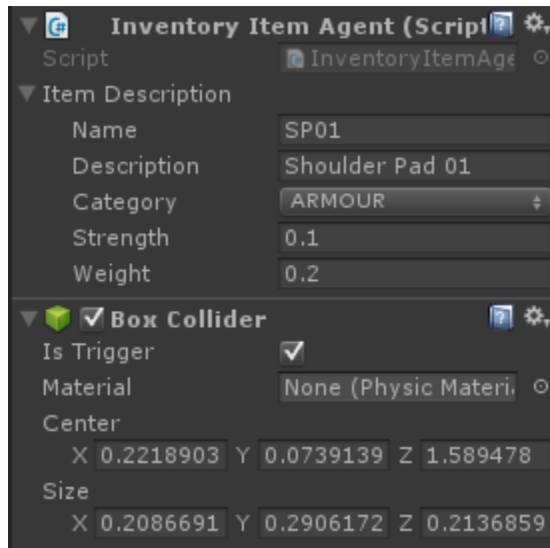 Inventory Item Agent (Script
Script InventoryItemAge
Item Description
Name SP01
Description Shoulder Pad 01
Category ARMOUR
Strength 0.1
Weight 0.2
Box Collider
Is Trigger
Material None (Physic Materi
Center
X 0.2218903 Y 0.0739139 Z 1.589478
Size
X 0.2086691 Y 0.2906172 Z 0.2136859